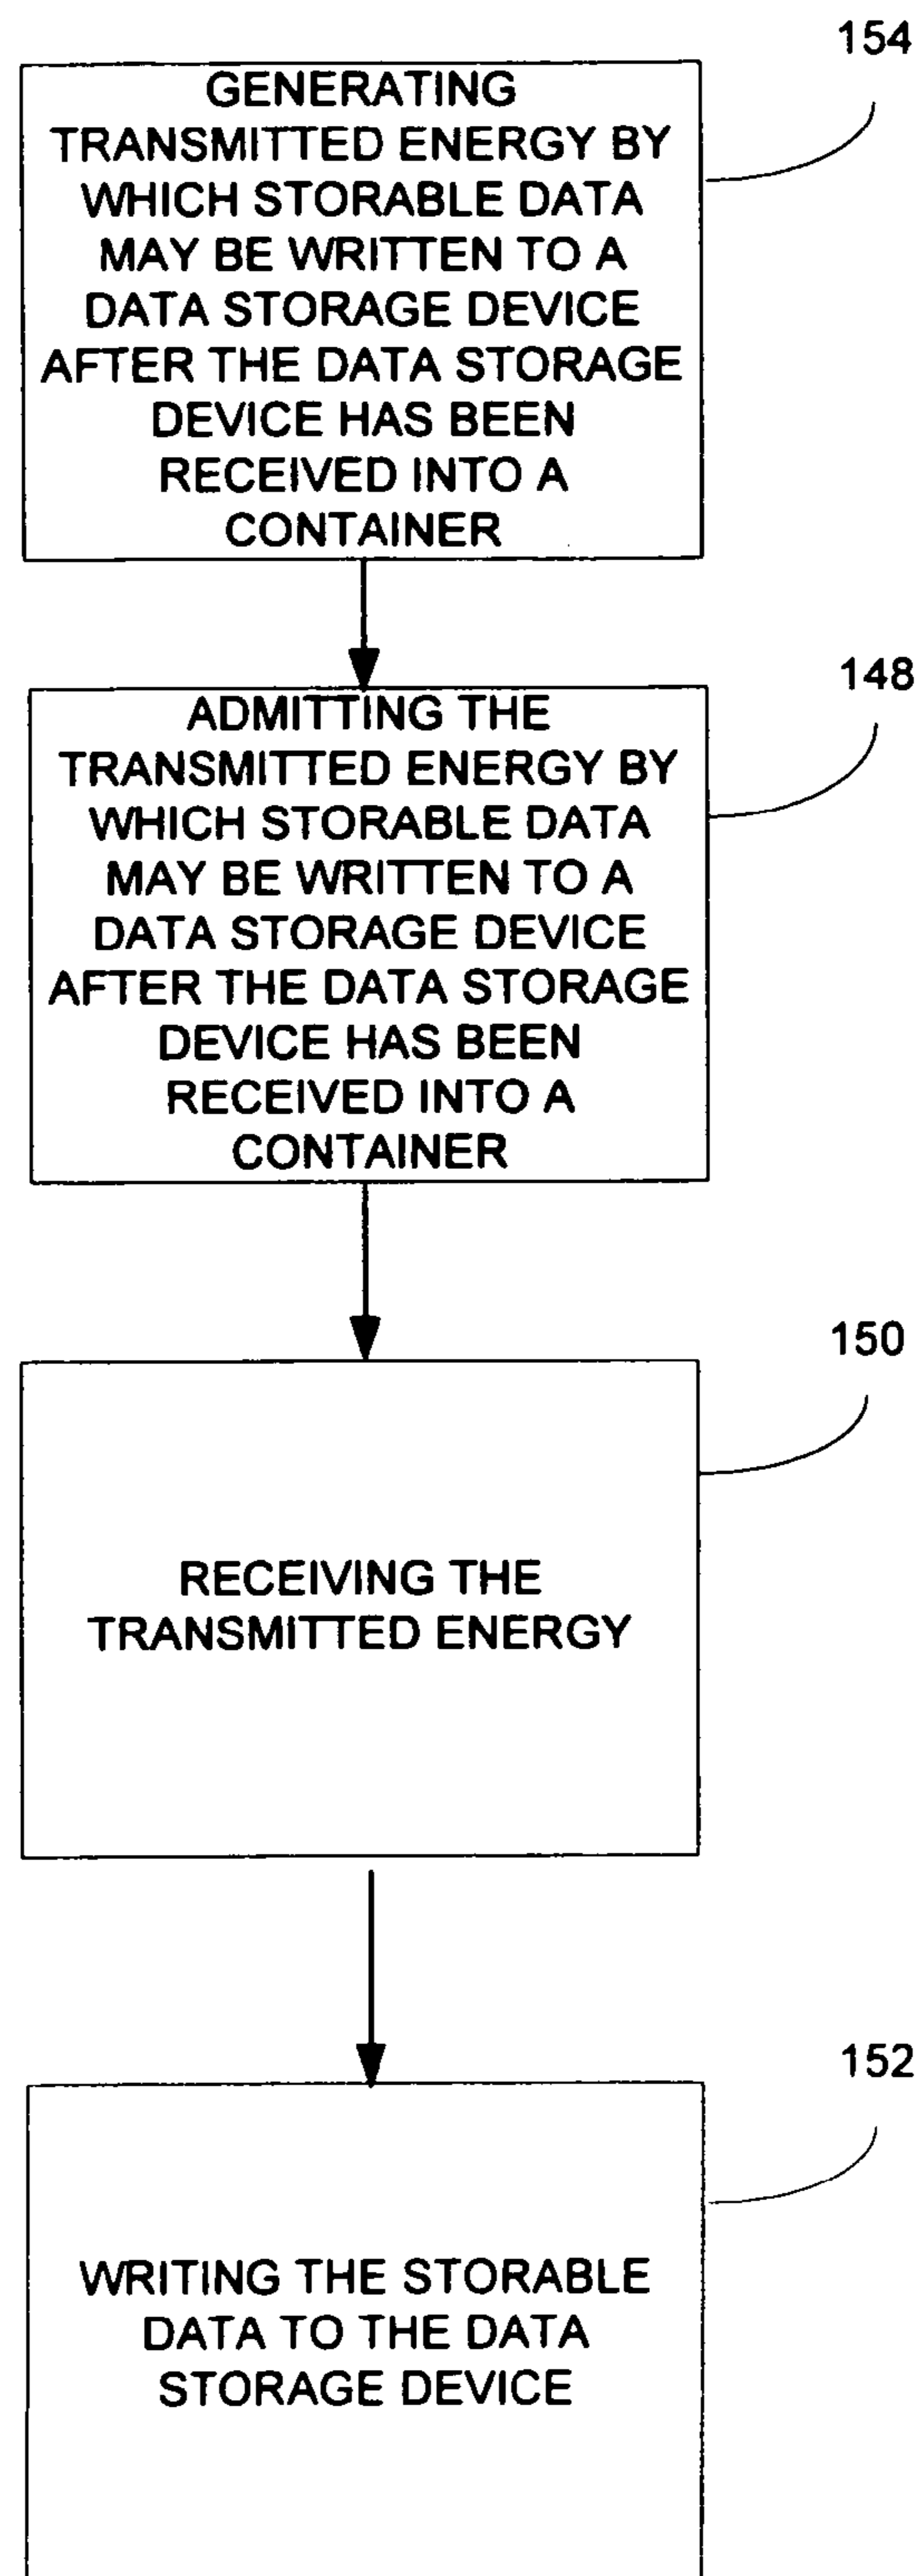 154
GENERATING
TRANSMITTED ENERGY BY
WHICH STORABLE DATA
MAY BE WRITTEN TO A
DATA STORAGE DEVICE
AFTER THE DATA STORAGE
DEVICE HAS BEEN
RECEIVED INTO A
CONTAINER
148
ADMITTING THE
TRANSMITTED ENERGY BY
WHICH STORABLE DATA
MAY BE WRITTEN TO A
DATA STORAGE DEVICE
AFTER THE DATA STORAGE
DEVICE HAS BEEN
RECEIVED INTO A
CONTAINER
150
RECEIVING THE
TRANSMITTED ENERGY
152
WRITING THE STORABLE
DATA TO THE DATA
STORAGE DEVICE